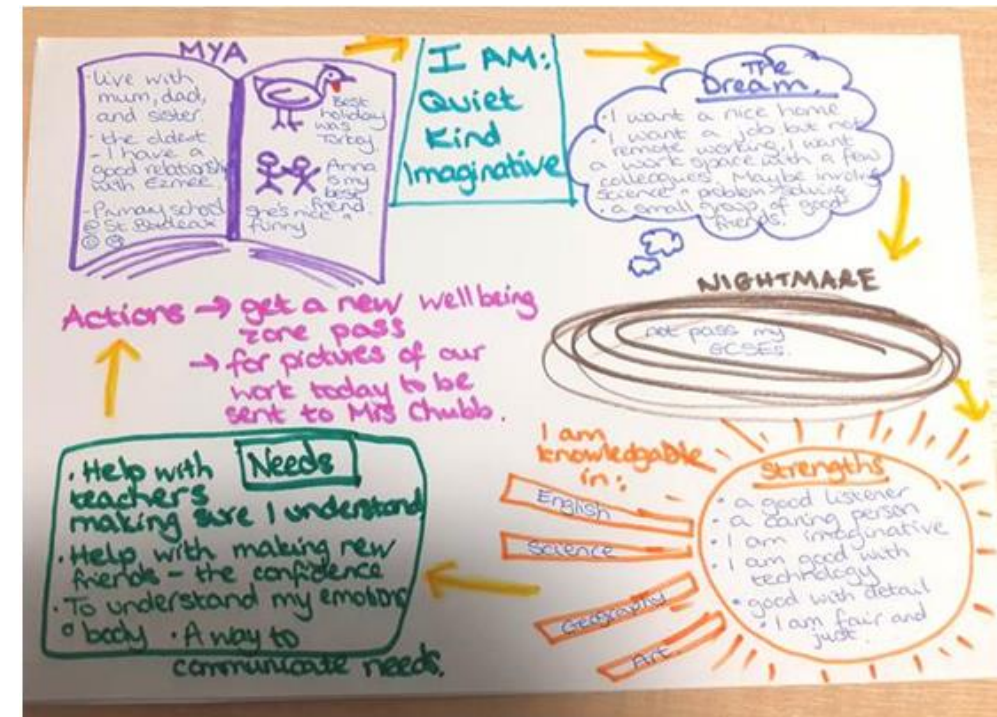 MYA
• Live with
mum, dad,
and sister.
• the oldest
- I have a
good relationship
with Ezmee.
- Primary school
@ St. Budeaux
Best
holiday
was
Torbay
Anna
is my
best
friend.
she's nice
funny
I AM:
Quiet
Kind
Imaginative
The
Dream.
• I want a nice home
• I want a job, but not
remote working, I want
a work space with a few
colleagues. Maybe involve
science + problem solving
• a small group of good
friends.
NIGHTMARE
not pass my
GCSEs.
I am
knowledgable
in:
English
Science
Geography
Art.
Strengths
• a good listener
• a caring person
• I am imaginative
• I am good with
technology
• good with detail
• I am fair and
just.
Needs
• Help with
teachers
making sure I understand
• Help with making new
friends - the confidence
• To understand my emotions
body • A way to
communicate needs.
Actions → get a new wellbeing
zone pass
→ for pictures of our
work today to be
sent to Mrs Chubb.